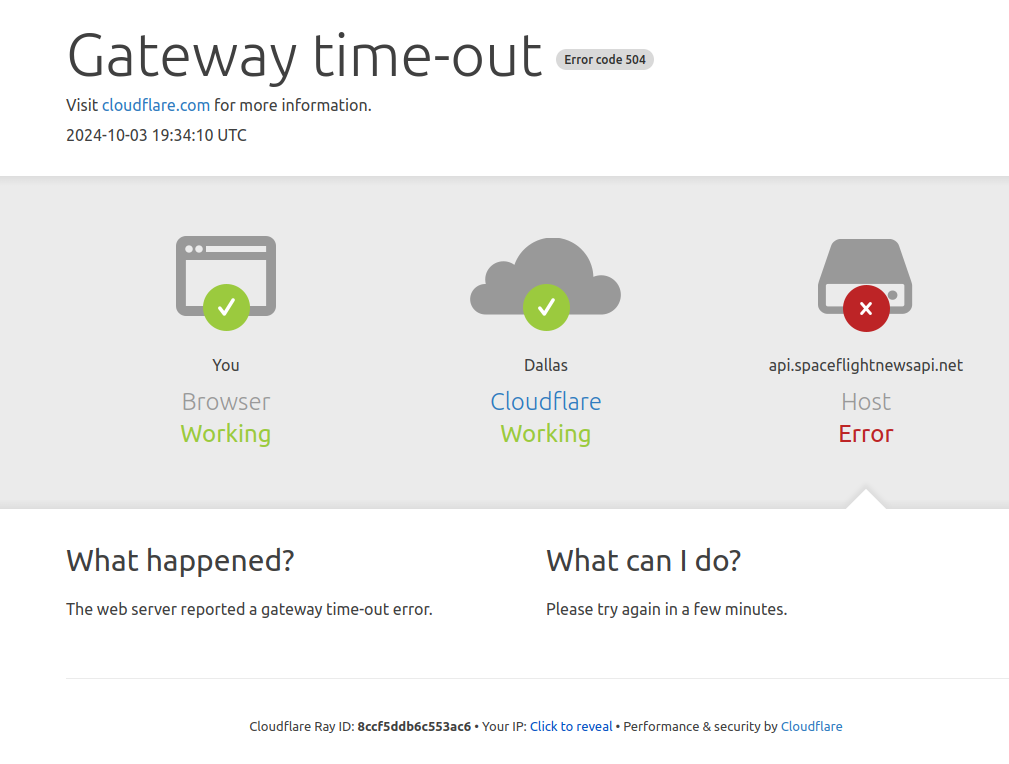 Gateway time-out Error code 504
Visit cloudflare.com for more information.
2024-10-03 19:34:10 UTC
You
Browser
Working
Dallas
Cloudflare
Working
api.spaceflightnewsapi.net
Host
Error
What happened?
The web server reported a gateway time-out error.
What can I do?
Please try again in a few minutes.
Cloudflare Ray ID: 8ccf5ddb6c553ac6 • Your IP: Click to reveal • Performance & security by Cloudflare